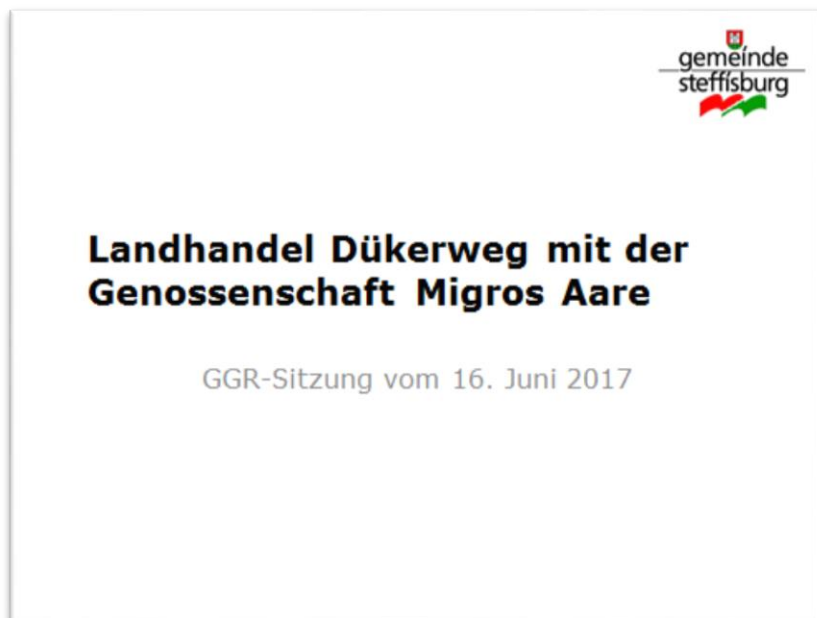 gemeinde
steffisburg
Landhandel Dükerweg mit der
Genossenschaft Migros Aare
GGR-Sitzung vom 16. Juni 2017